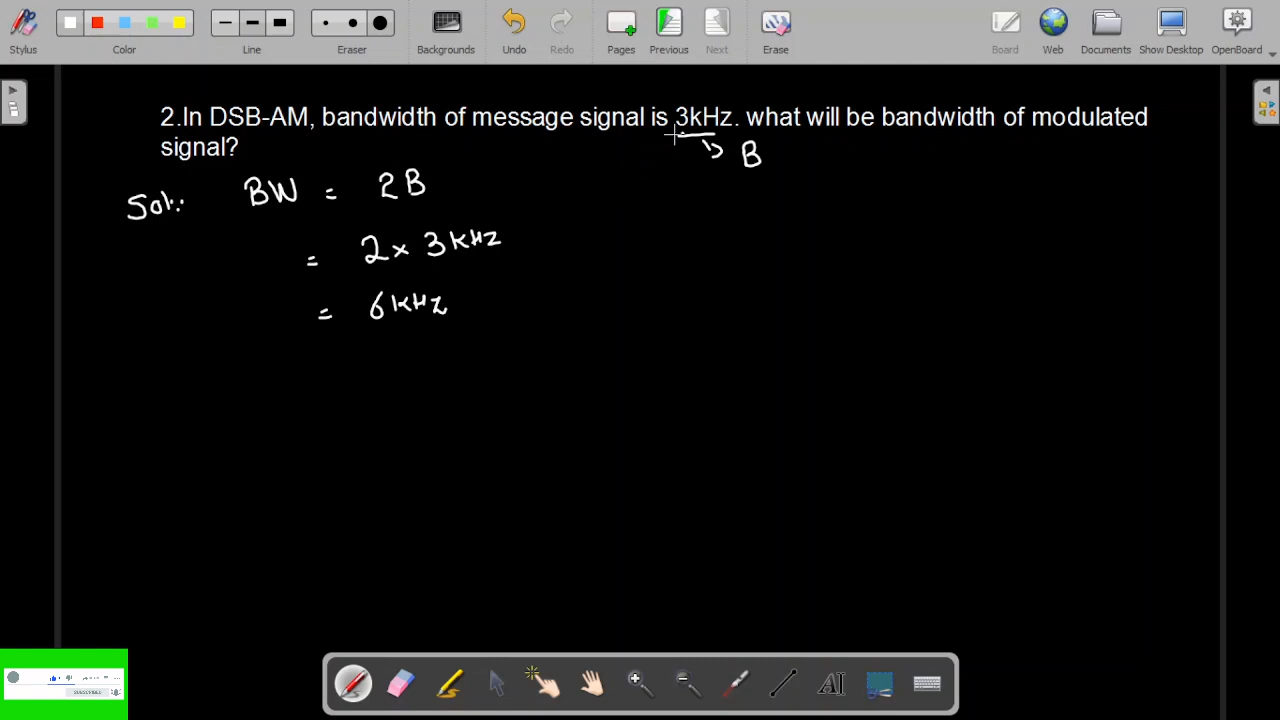 Stylus Color Line Eraser Backgrounds Undo Redo Pages Previous Next Erase Board Web Documents Show Desktop OpenBoard
2.In DSB-AM, bandwidth of message signal is 3kHz. what will be bandwidth of modulated
signal?
B
Sol:. BW = 2B
= 2 x 3kHz
= 6kHz
SUBSCRIBED
AI